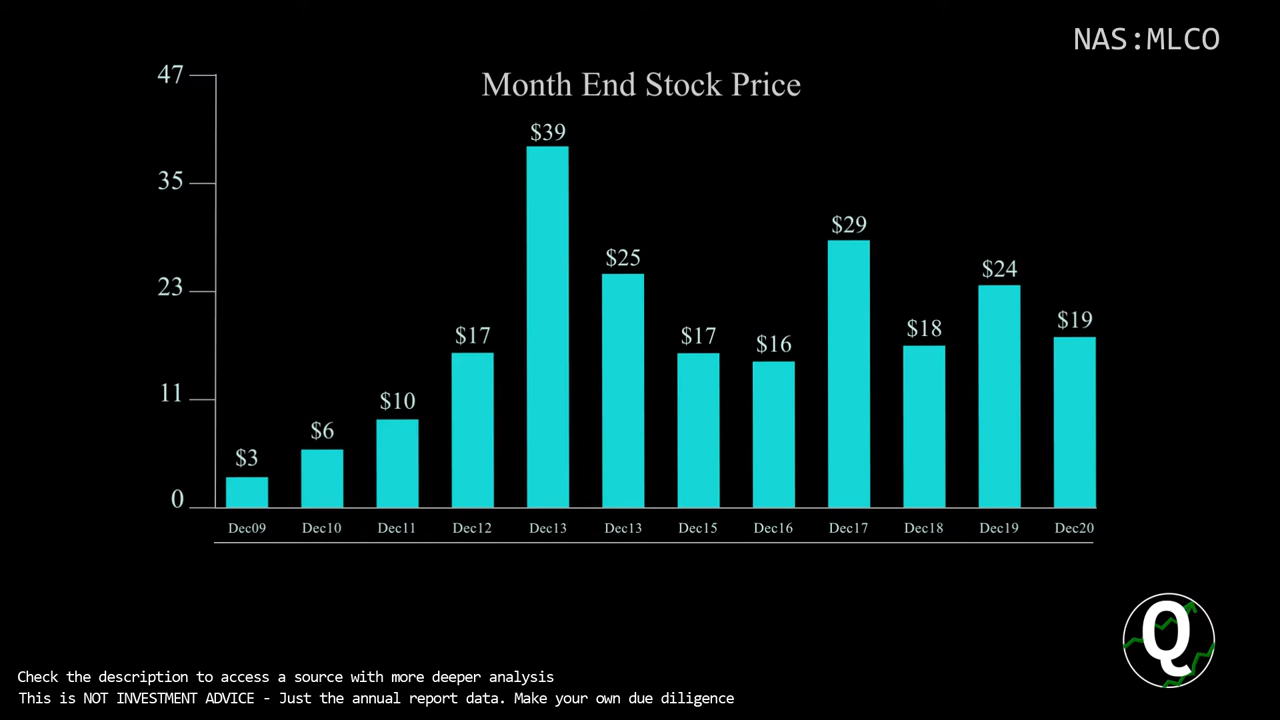 NAS:MLCO
Month End Stock Price
47
35
23
11
0
$3
$6
$10
$17
$39
$25
$17
$16
$29
$18
$24
$19
Dec09 Dec10 Dec11 Dec12 Dec13 Dec13 Dec15 Dec16 Dec17 Dec18 Dec19 Dec20
Q
Check the description to access a source with more deeper analysis
This is NOT INVESTMENT ADVICE - Just the annual report data. Make your own due diligence